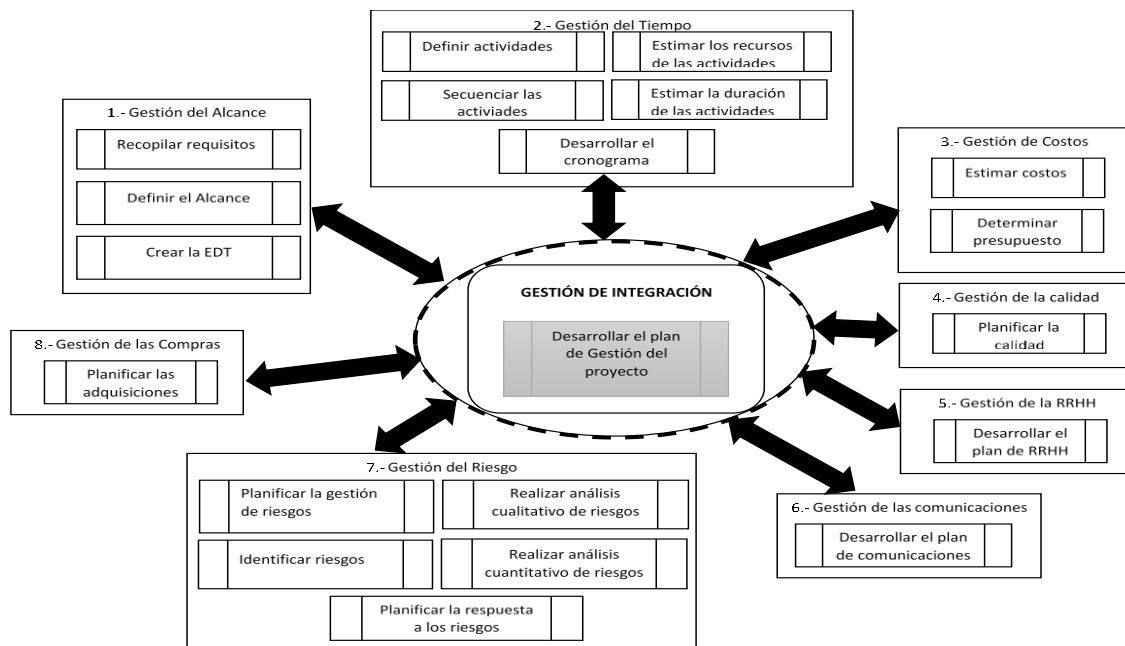 2.- Gestión del Tiempo
Definir actividades
Estimar los recursos
de las actividades
Secuenciar las
activiades
Estimar la duración
de las actividades
Desarrollar el
cronograma
1.- Gestión del Alcance
Recopilar requisitos
Definir el Alcance
Crear la EDT
3.- Gestión de Costos
Estimar costos
Determinar
presupuesto
GESTIÓN DE INTEGRACIÓN
Desarrollar el plan
de Gestión del
proyecto
4.- Gestión de la calidad
Planificar la
calidad
8.- Gestión de las Compras
Planificar las
adquisiciones
5.- Gestión de la RRHH
Desarrollar el
plan de RRHH
7.- Gestión del Riesgo
Planificar la gestión
de riesgos
Realizar análisis
cualitativo de riesgos
Identificar riesgos
Realizar análisis
cuantitativo de riesgos
Planificar la respuesta
a los riesgos
6.- Gestión de las comunicaciones
Desarrollar el plan
de comunicaciones